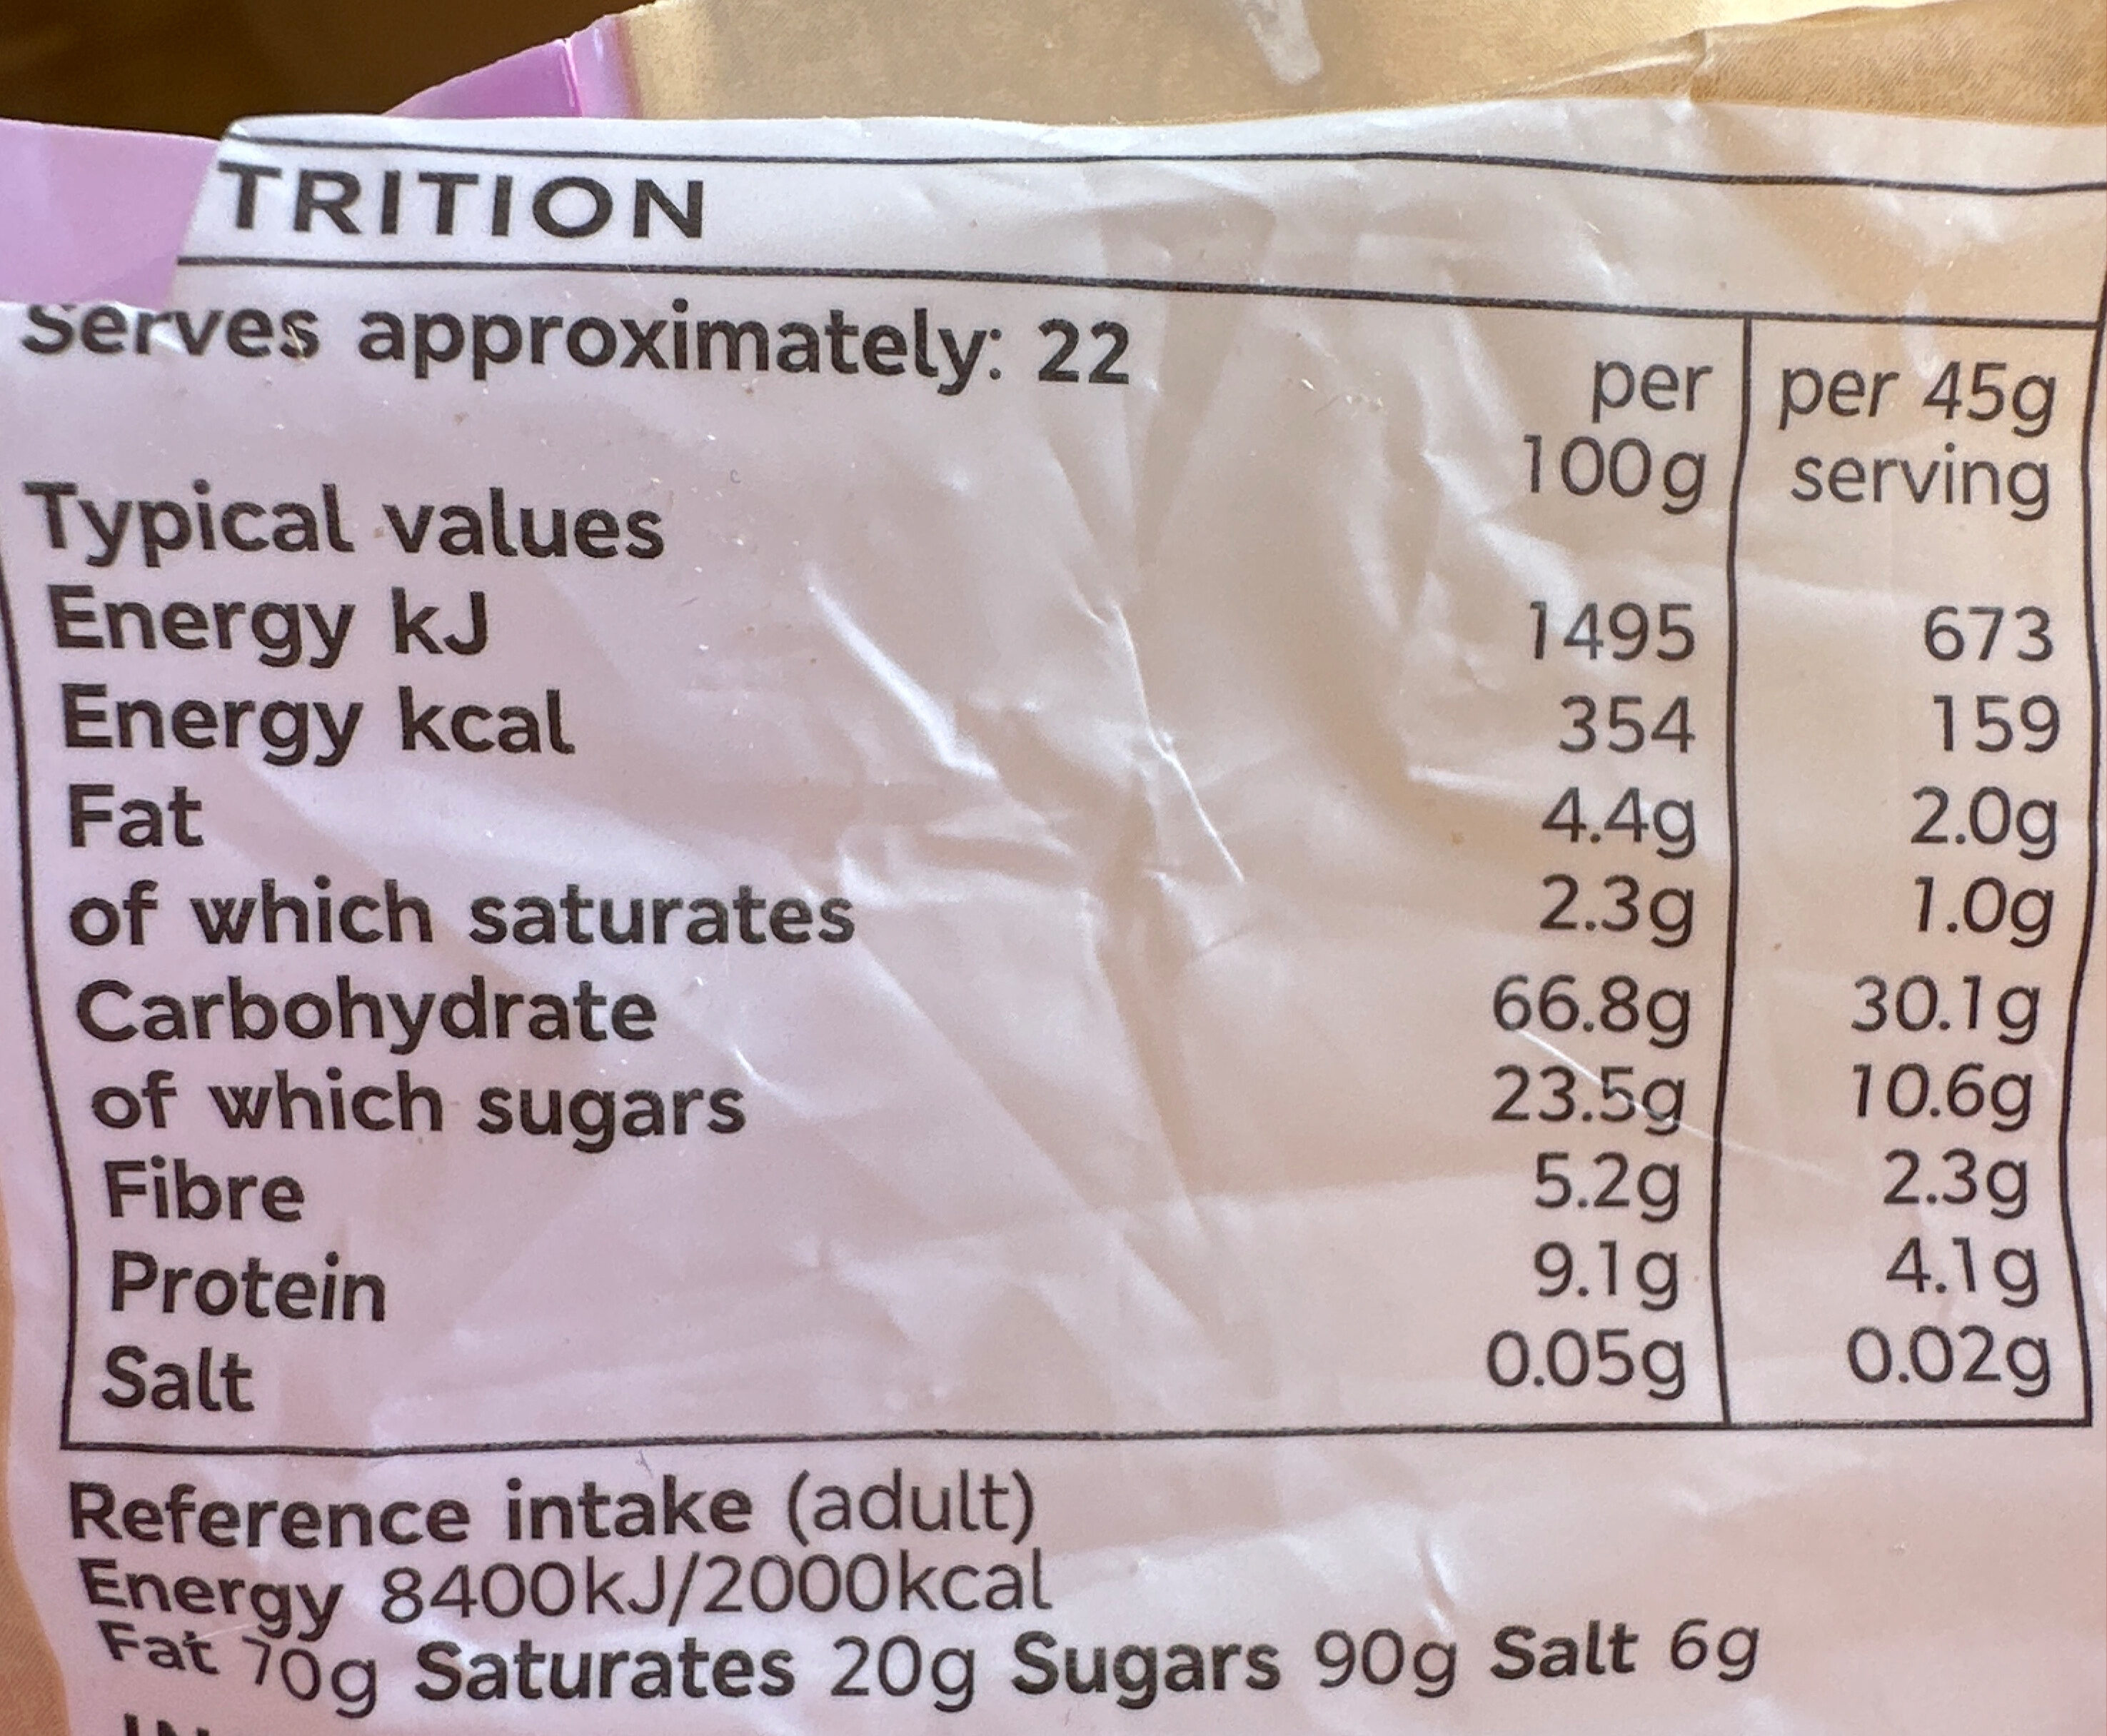 TRITION
Serves approximately: 22
per 100g
per 45g serving
Typical values
Energy kJ 1495 673
Energy kcal 354 159
Fat 4.4g 2.0g
of which saturates 2.3g 1.0g
Carbohydrate 66.8g 30.1g
of which sugars 23.5g 10.6g
Fibre 5.2g 2.3g
Protein 9.1g 4.1g
Salt 0.05g 0.02g
Reference intake (adult)
Energy 8400kJ/2000kcal
Fat 70g Saturates 20g Sugars 90g Salt 6g